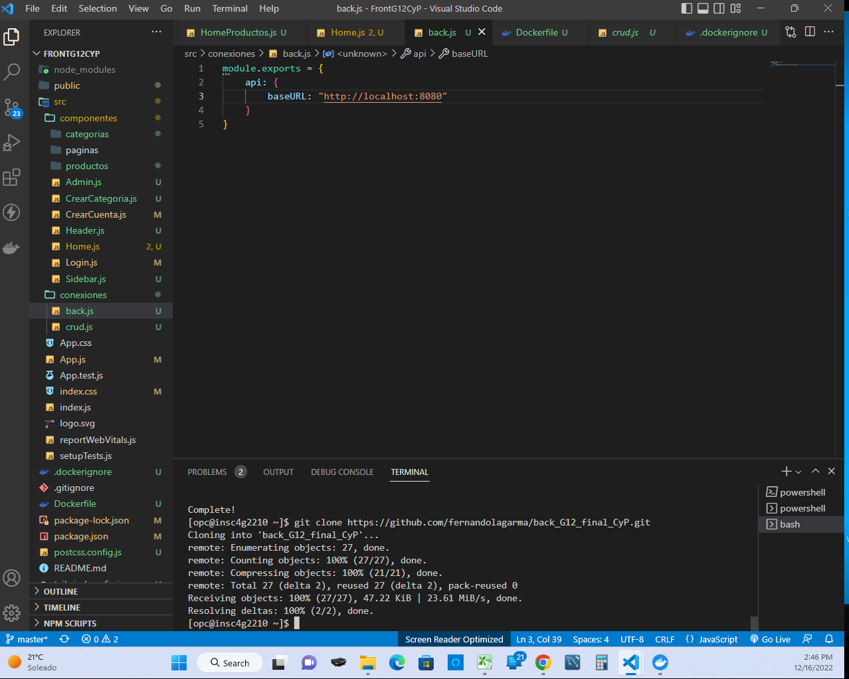 File Edit Selection View Go Run Terminal Help back.js - FrontG12CyP - Visual Studio Code
EXPLORER
HomeProductos.js U Home.js 2, U back.js U Dockerfile U crud.js U .dockerignore U
FRONTG12CYP
src > conexiones > back.js > <unknown> > api > baseURL
node_modules
public
src
componentes
categorias
paginas
productos
Admin.js U
CrearCategoria.js U
CrearCuenta.js M
Header.js U
Home.js 2, U
Login.js M
Sidebar.js U
conexiones
back.js U
crud.js U
App.css
App.js M
App.test.js
index.css M
index.js
logo.svg
reportWebVitals.js
setupTests.js
.dockerignore U
.gitignore
Dockerfile U
package-lock.json M
package.json M
postcss.config.js U
README.md
OUTLINE
TIMELINE
NPM SCRIPTS
23
1 module.exports = {
2 api: {
3 baseURL: "http://localhost:8080"
4 }
5 }
PROBLEMS 2 OUTPUT DEBUG CONSOLE TERMINAL
Complete!
[opc@insc4g2210 ~]$ git clone https://github.com/fernandolagarma/back_G12_final_CyP.git
Cloning into 'back_G12_final_CyP'...
remote: Enumerating objects: 27, done.
remote: Counting objects: 100% (27/27), done.
remote: Compressing objects: 100% (21/21), done.
remote: Total 27 (delta 2), reused 27 (delta 2), pack-reused 0
Receiving objects: 100% (27/27), 47.22 KiB | 23.61 MiB/s, done.
Resolving deltas: 100% (2/2), done.
[opc@insc4g2210 ~]$
powershell
powershell
bash
master* 0 2 Screen Reader Optimized Ln 3, Col 39 Spaces: 4 UTF-8 CRLF {} JavaScript Go Live
21°C
Soleado
Search
21
2:46 PM
12/16/2022